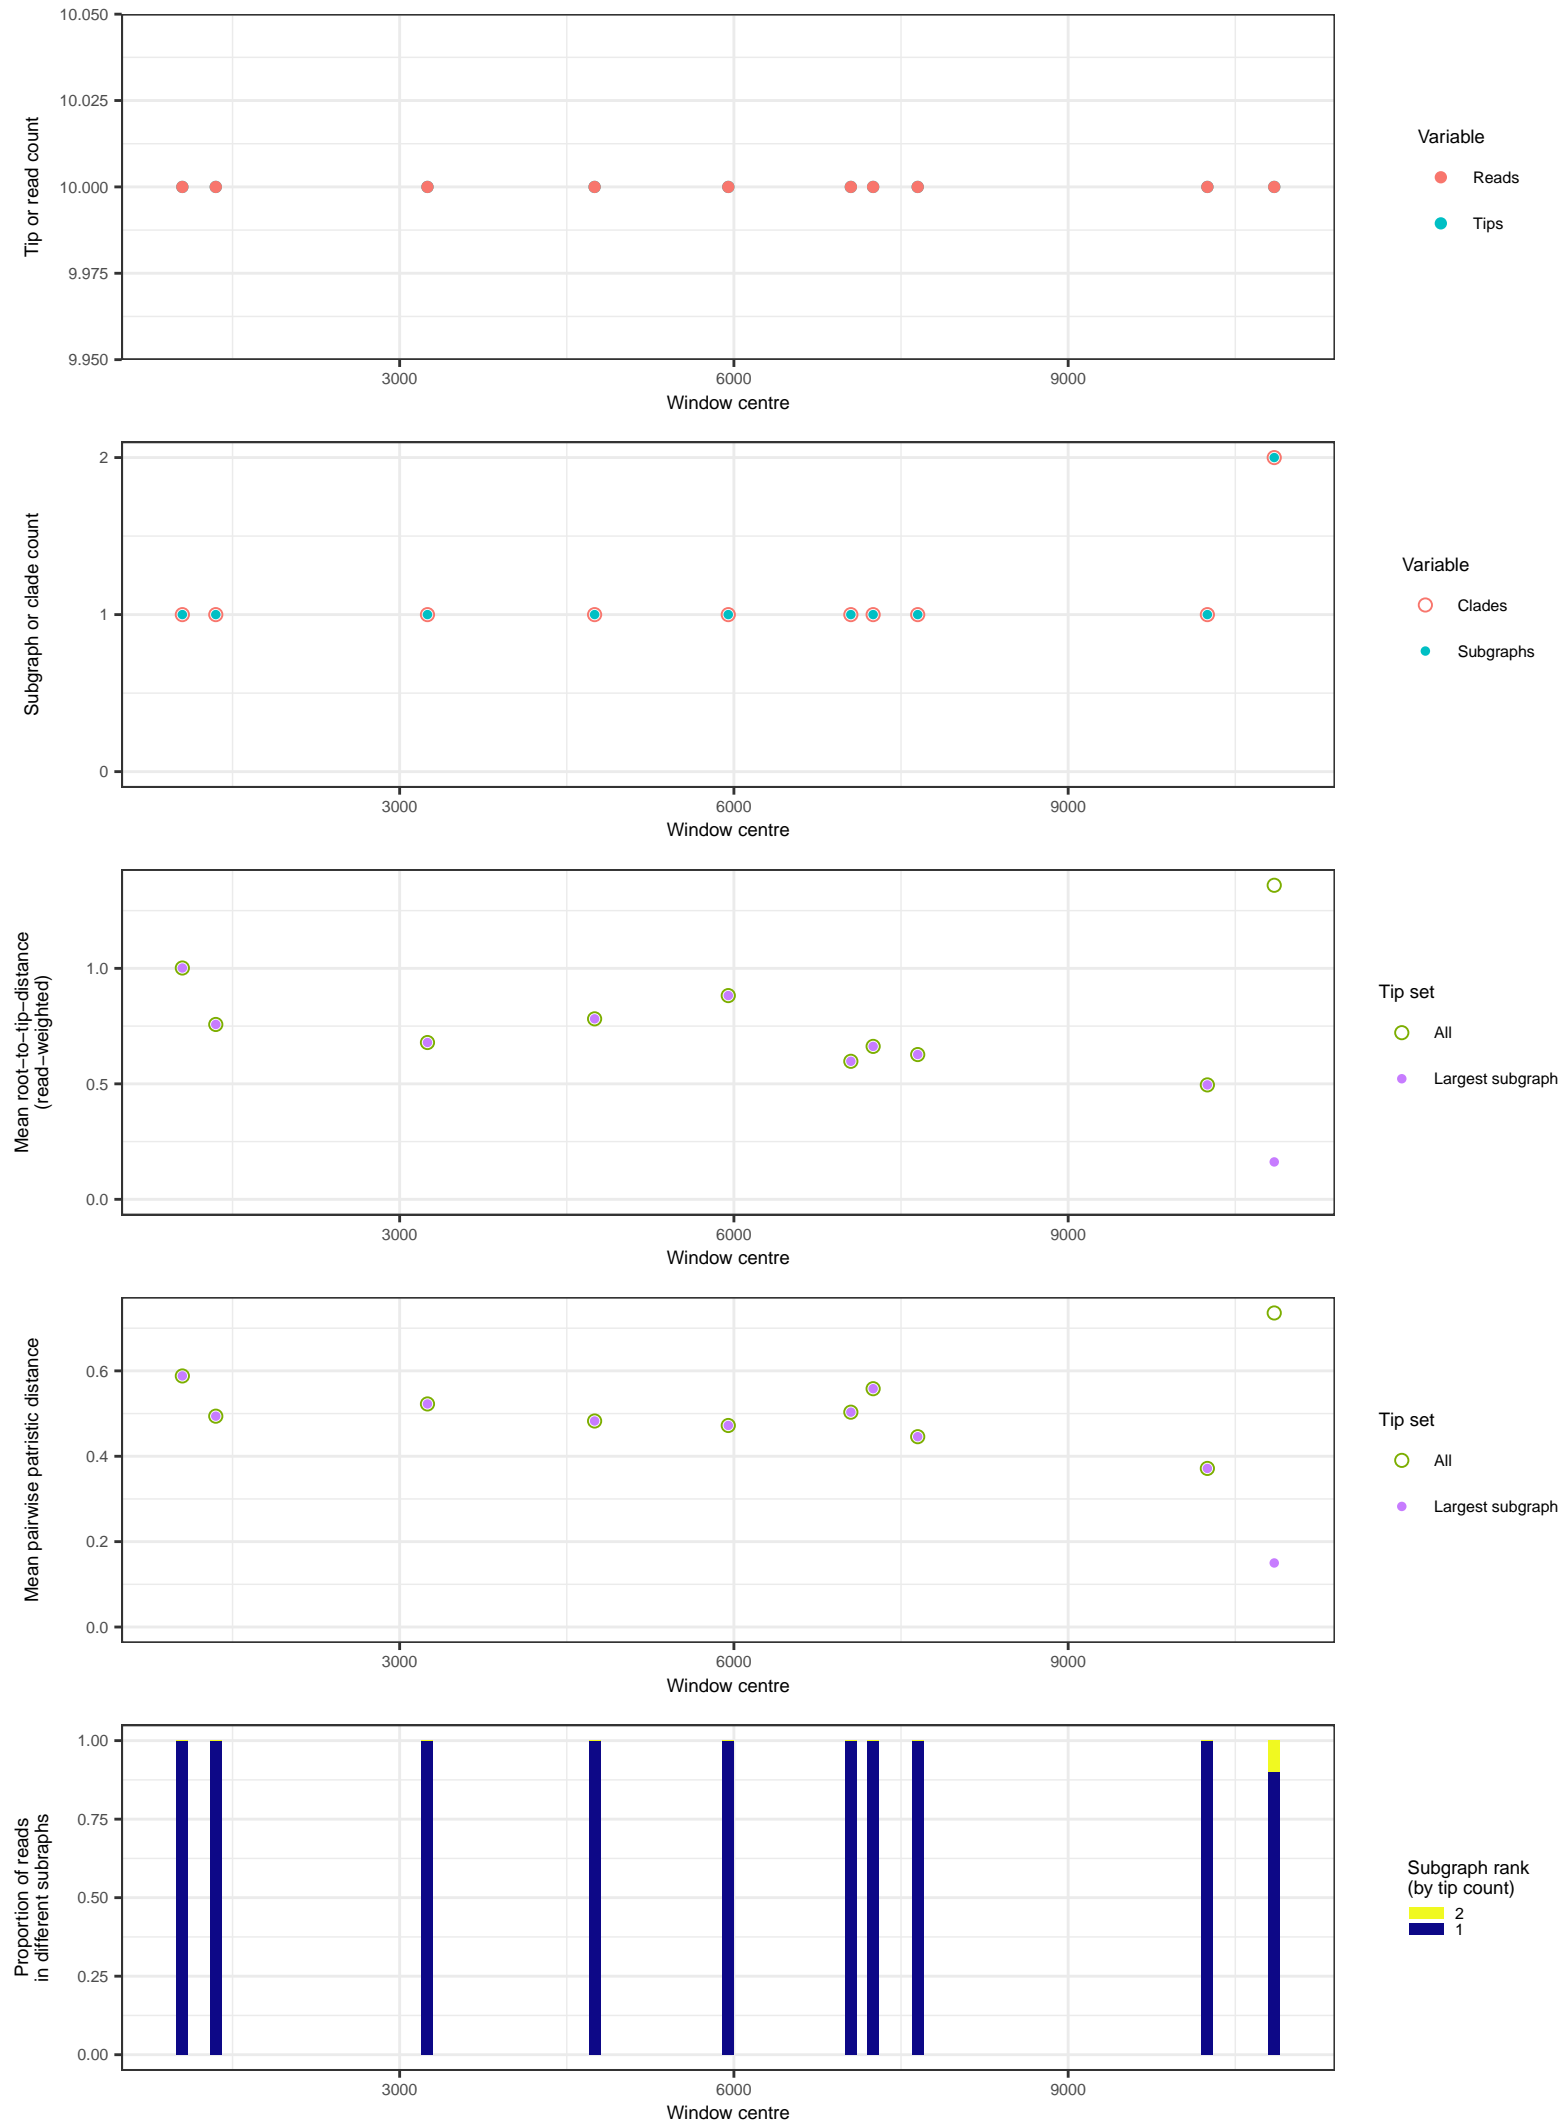 10.050
10.025
10.000
9.975
9.950
Tip or read count
3000 6000 9000
Window centre
Variable
Reads
Tips
2
1
0
Subgraph or clade count
3000 6000 9000
Window centre
Variable
Clades
Subgraphs
1.0
0.5
0.0
Mean root−to−tip−distance
(read−weighted)
3000 6000 9000
Window centre
Tip set
All
Largest subgraph
0.6
0.4
0.2
0.0
Mean pairwise patristic distance
3000 6000 9000
Window centre
Tip set
All
Largest subgraph
1.00
0.75
0.50
0.25
0.00
Proportion of reads
in different subraphs
3000 6000 9000
Window centre
Subgraph rank
(by tip count)
2
1